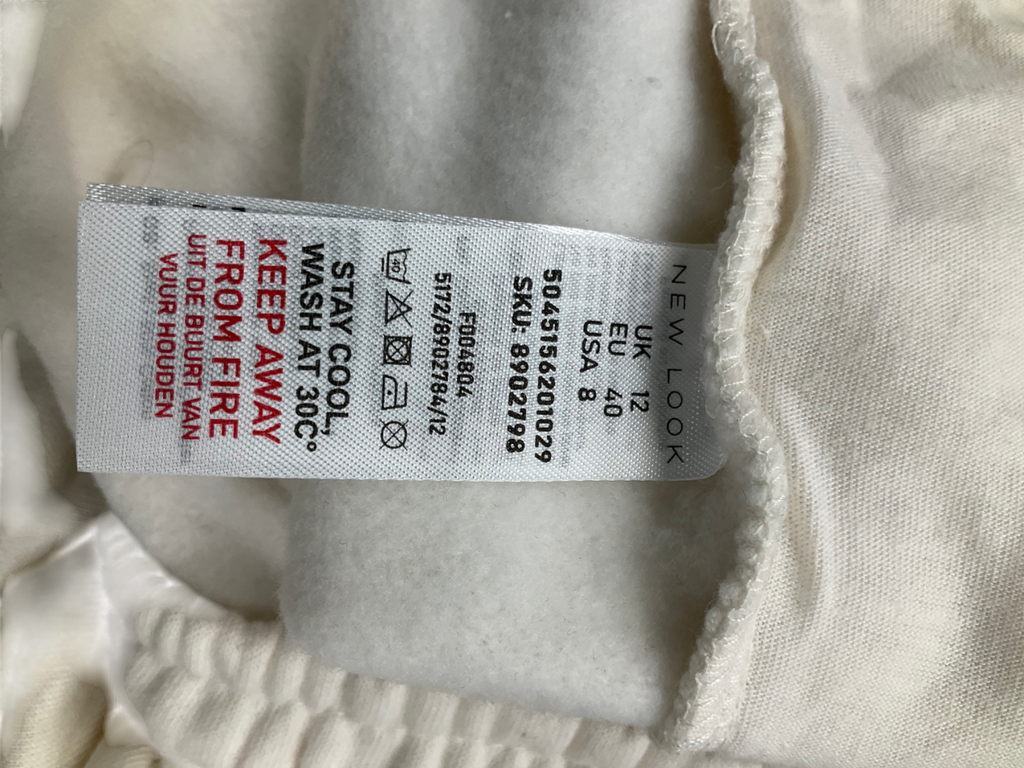 NEW LOOK
UK 12
EU 40
USA 8
5045156201029
SKU: 8902798
F004804
5172/8902784/12
40
STAY COOL,
WASH AT 30C°
KEEP AWAY
FROM FIRE
UIT DE BUURT VAN
VUUR HOUDEN